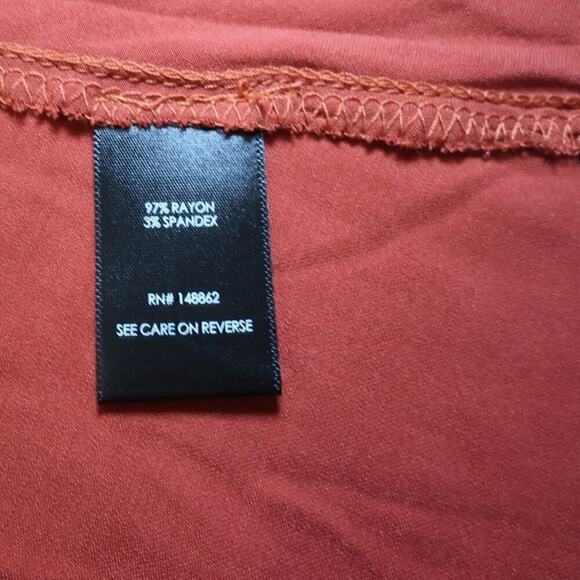 97% RAYON
3% SPANDEX
RN# 148862
SEE CARE ON REVERSE